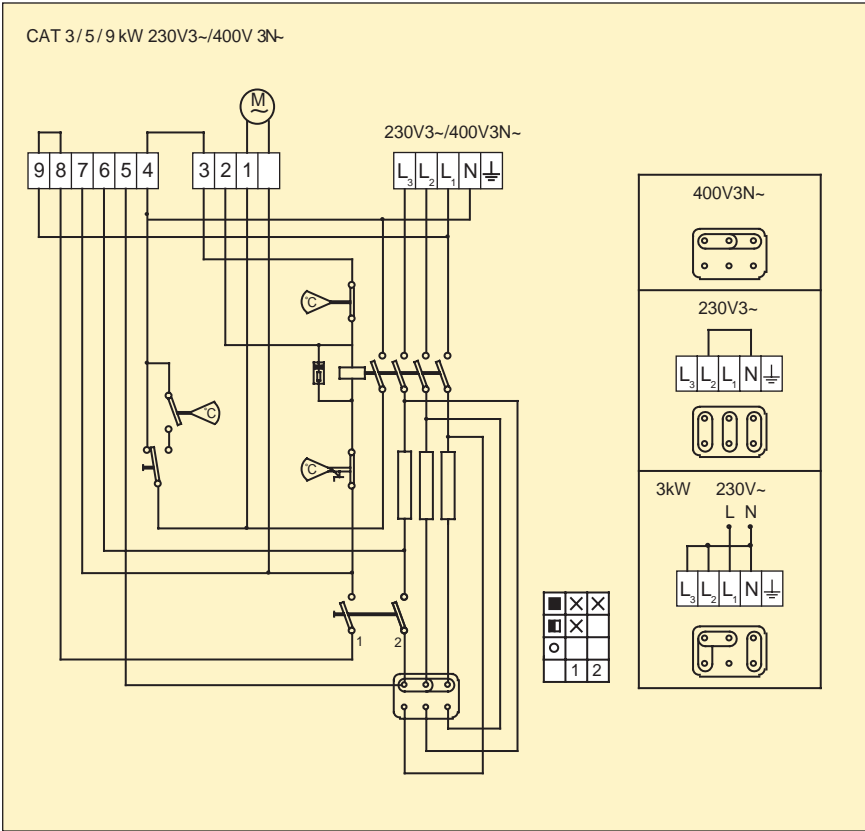 CAT 3/5/9 kW 230V3~/400V 3N~
M
~
230V3~/400V3N~
9 8 7 6 5 4 3 2 1
L3 L2 L1 N
°C
°C
°C
1 2
1 2
400V3N~
230V3~
L3 L2 L1 N
3kW 230V~
L N
L3 L2 L1 N